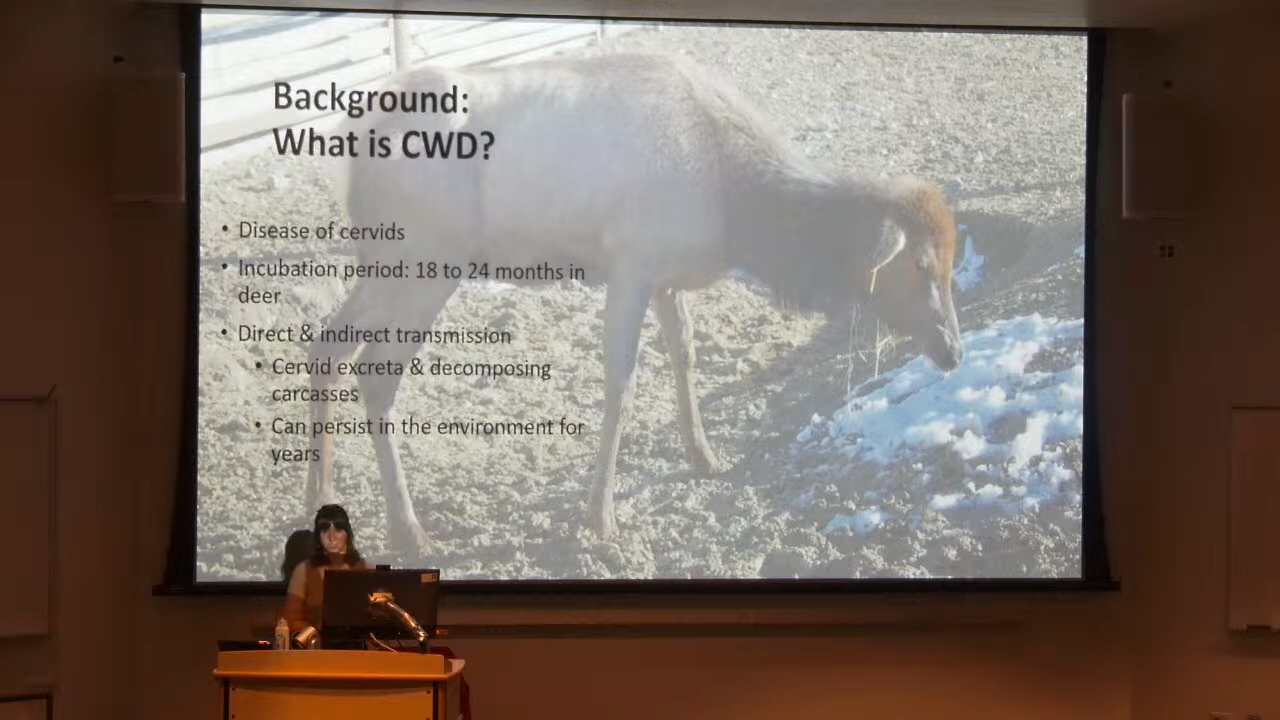 Background:
What is CWD?
• Disease of cervids
• Incubation period: 18 to 24 months in
deer
• Direct & indirect transmission
• Cervid excreta & decomposing
carcasses
• Can persist in the environment for
years